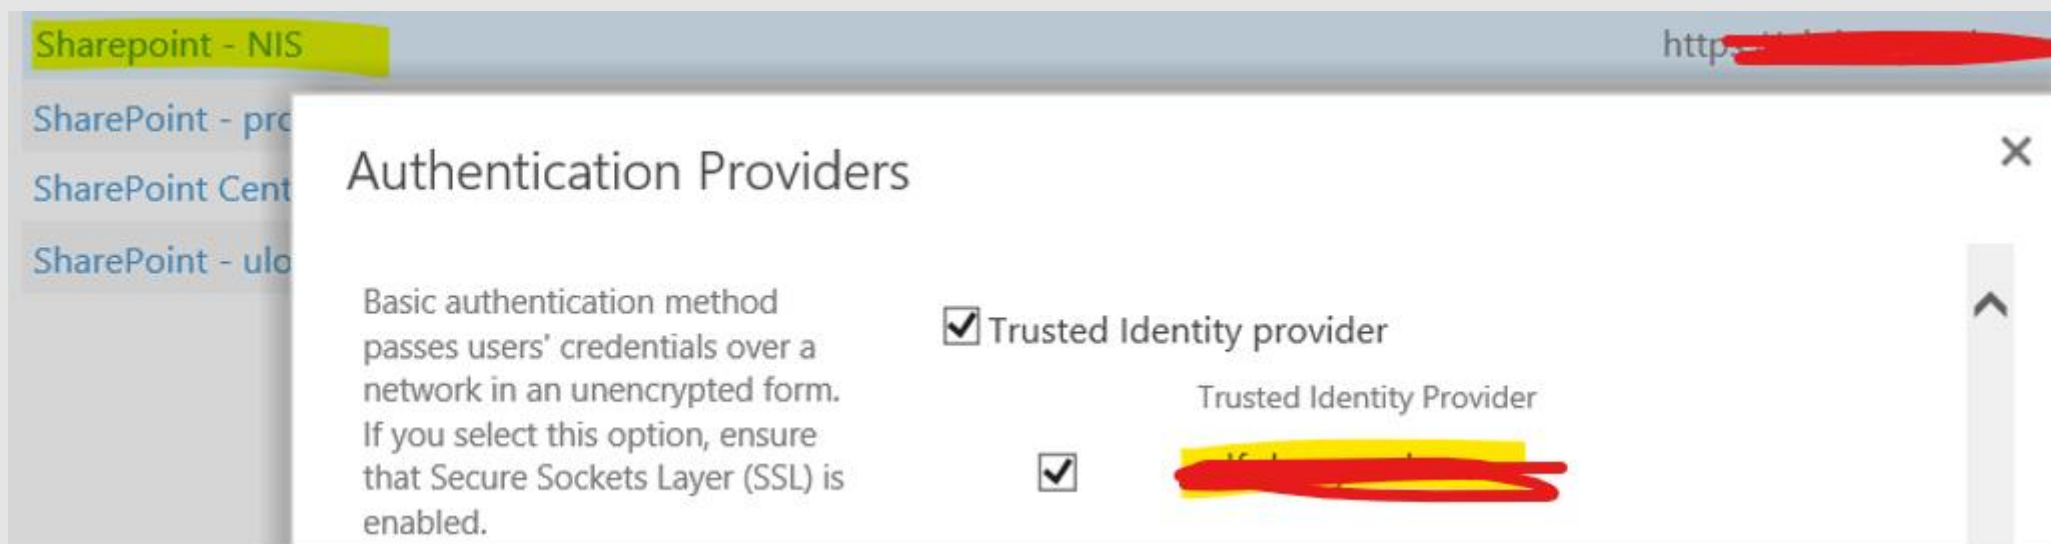 Sharepoint - NIS
http
SharePoint - pro
SharePoint Cent
SharePoint - ulo
Authentication Providers
Basic authentication method
passes users' credentials over a
network in an unencrypted form.
If you select this option, ensure
that Secure Sockets Layer (SSL) is
enabled.
Trusted Identity provider
Trusted Identity Provider